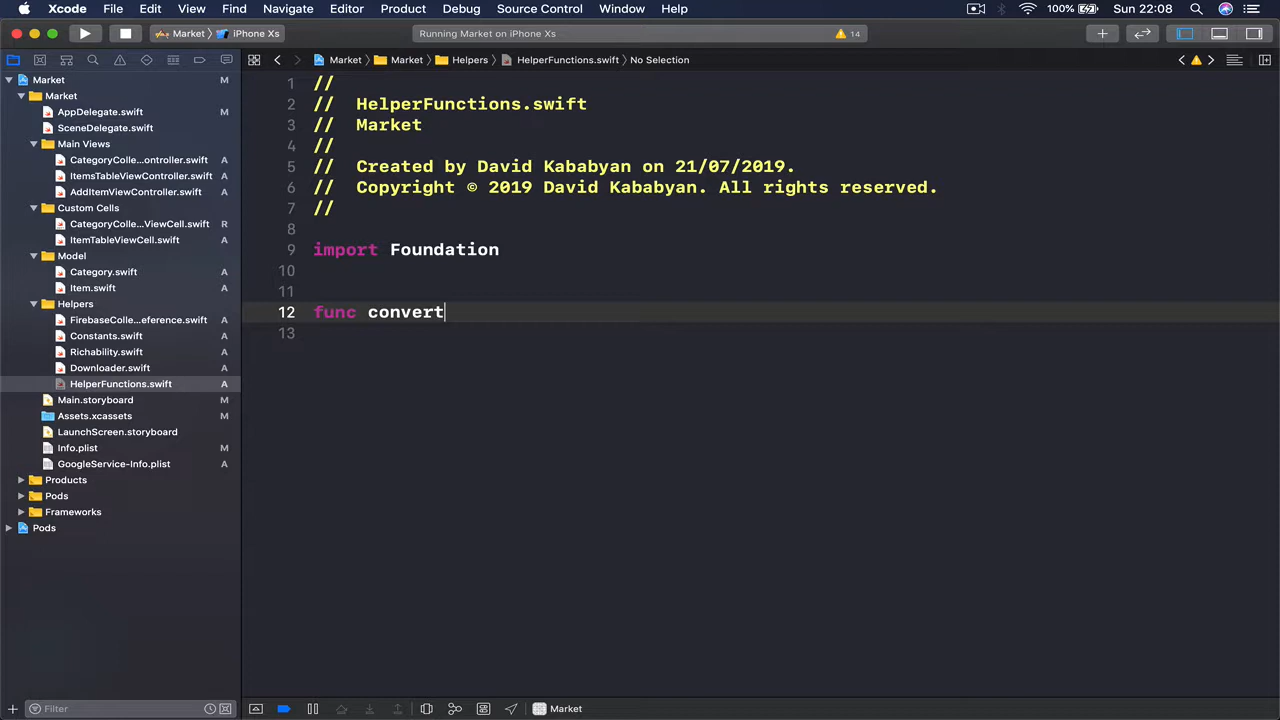 Xcode File Edit View Find Navigate Editor Product Debug Source Control Window Help 100% Sun 22:08
Market iPhone Xs Running Market on iPhone Xs 14
Market Market Helpers HelperFunctions.swift No Selection
Market M
Market
AppDelegate.swift M
SceneDelegate.swift
Main Views
CategoryColle...ontroller.swift A
ItemsTableViewController.swift A
AddItemViewController.swift A
Custom Cells
CategoryColle...ViewCell.swift R
ItemTableViewCell.swift A
Model
Category.swift A
Item.swift A
Helpers
FirebaseColle...eference.swift A
Constants.swift A
Richability.swift A
Downloader.swift A
HelperFunctions.swift A
Main.storyboard M
Assets.xcassets M
LaunchScreen.storyboard
Info.plist M
GoogleService-Info.plist A
Products
Pods
Frameworks
Pods
1 //
2 // HelperFunctions.swift
3 // Market
4 //
5 // Created by David Kababyan on 21/07/2019.
6 // Copyright © 2019 David Kababyan. All rights reserved.
7 //
8
9 import Foundation
10
11
12 func convert
13
Filter Market